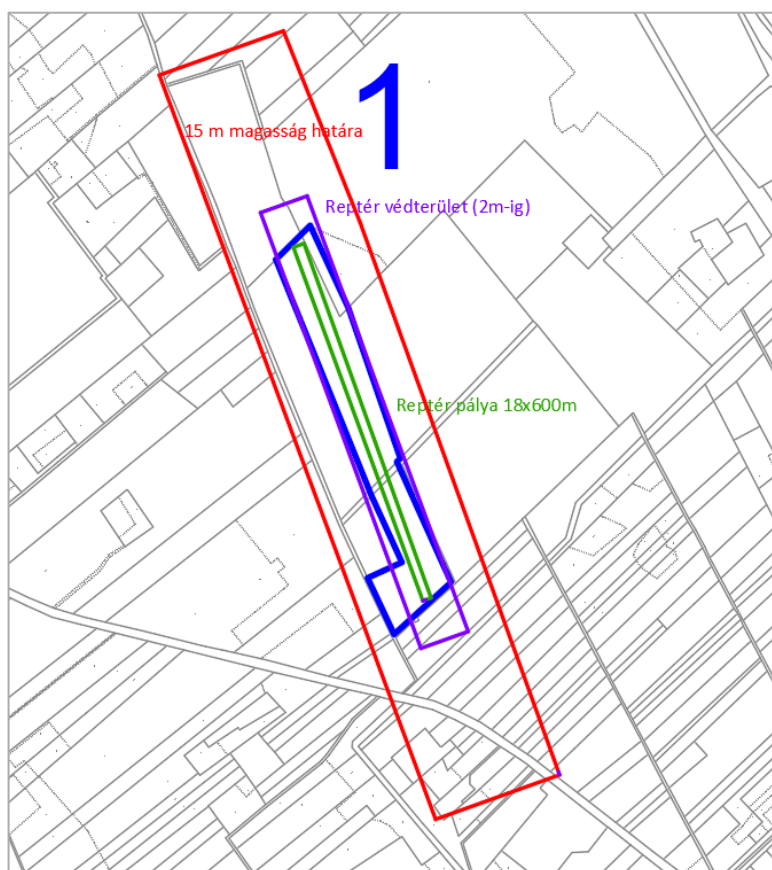 1
15 m magasság határa
Reptér védterület (2m-ig)
Reptér pálya 18x600m